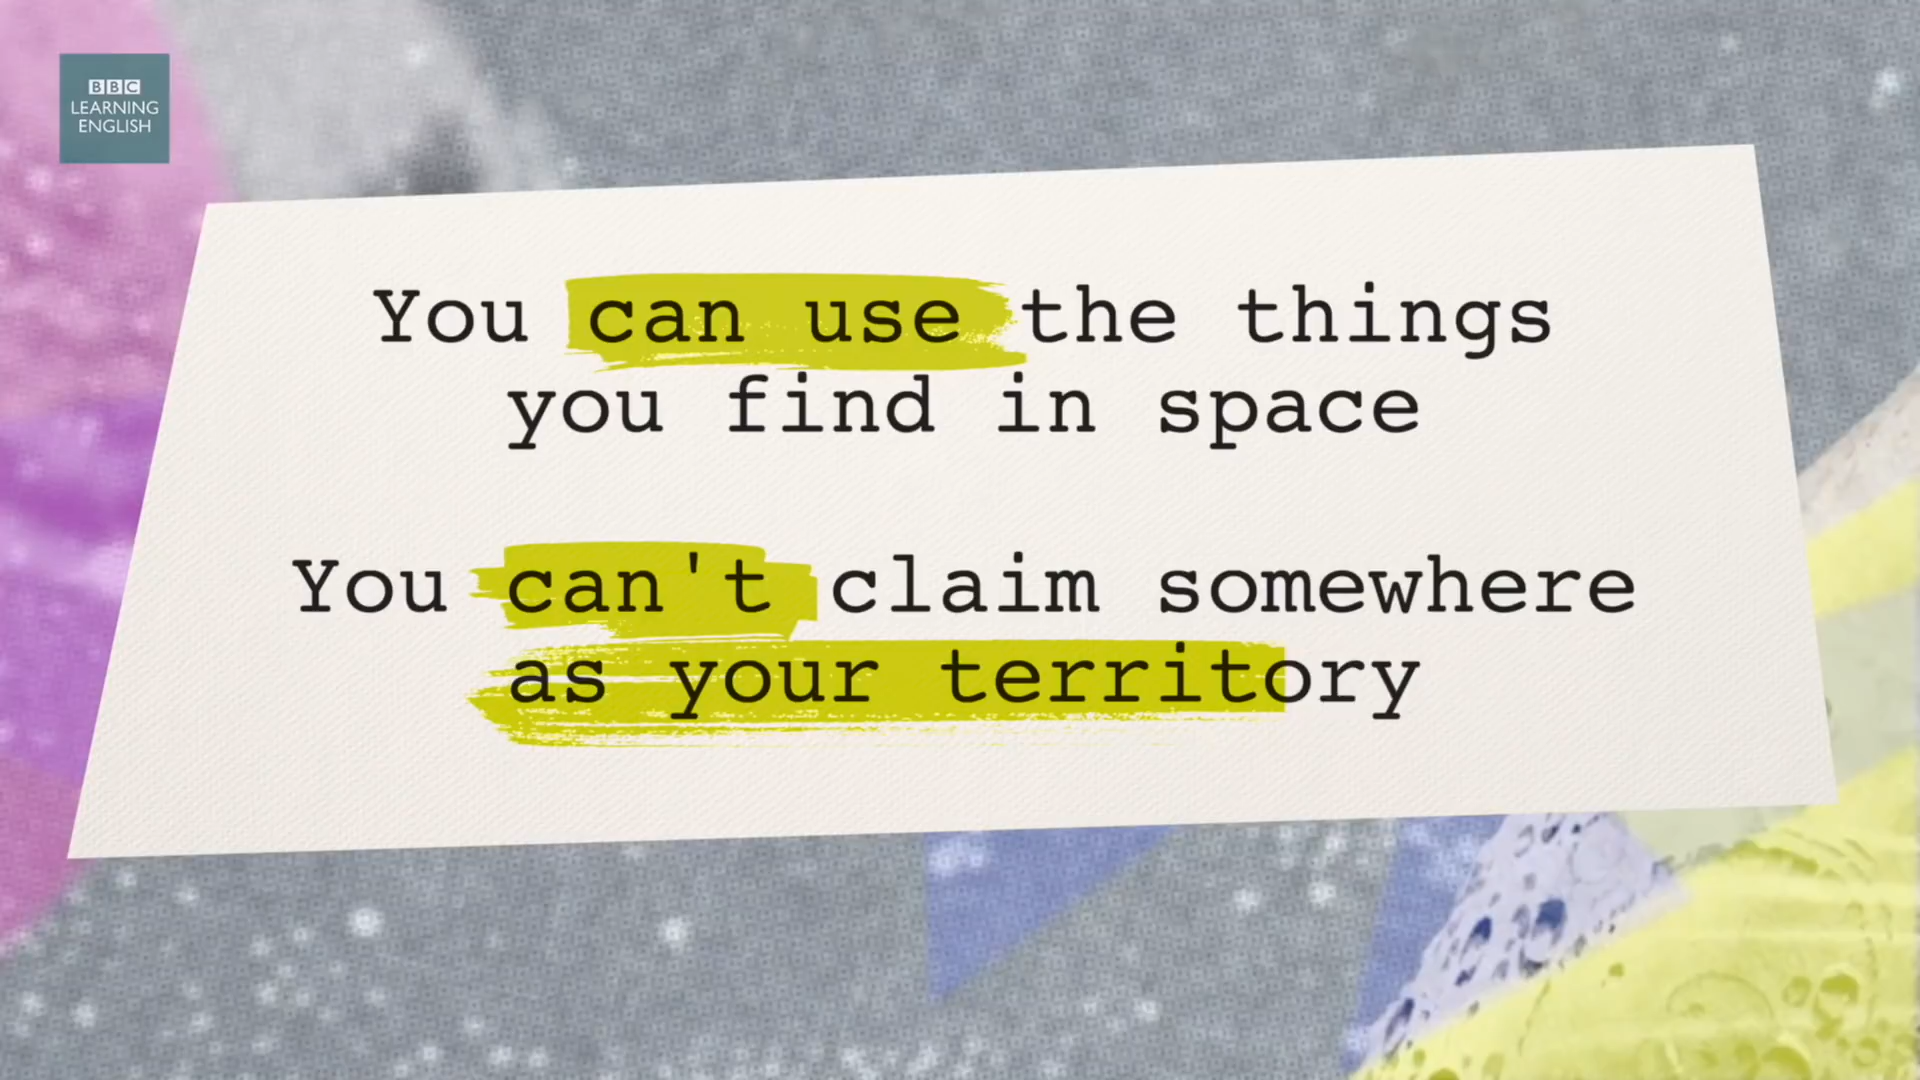 BBC
LEARNING
ENGLISH
You can use the things
you find in space
You can't claim somewhere
as your territory